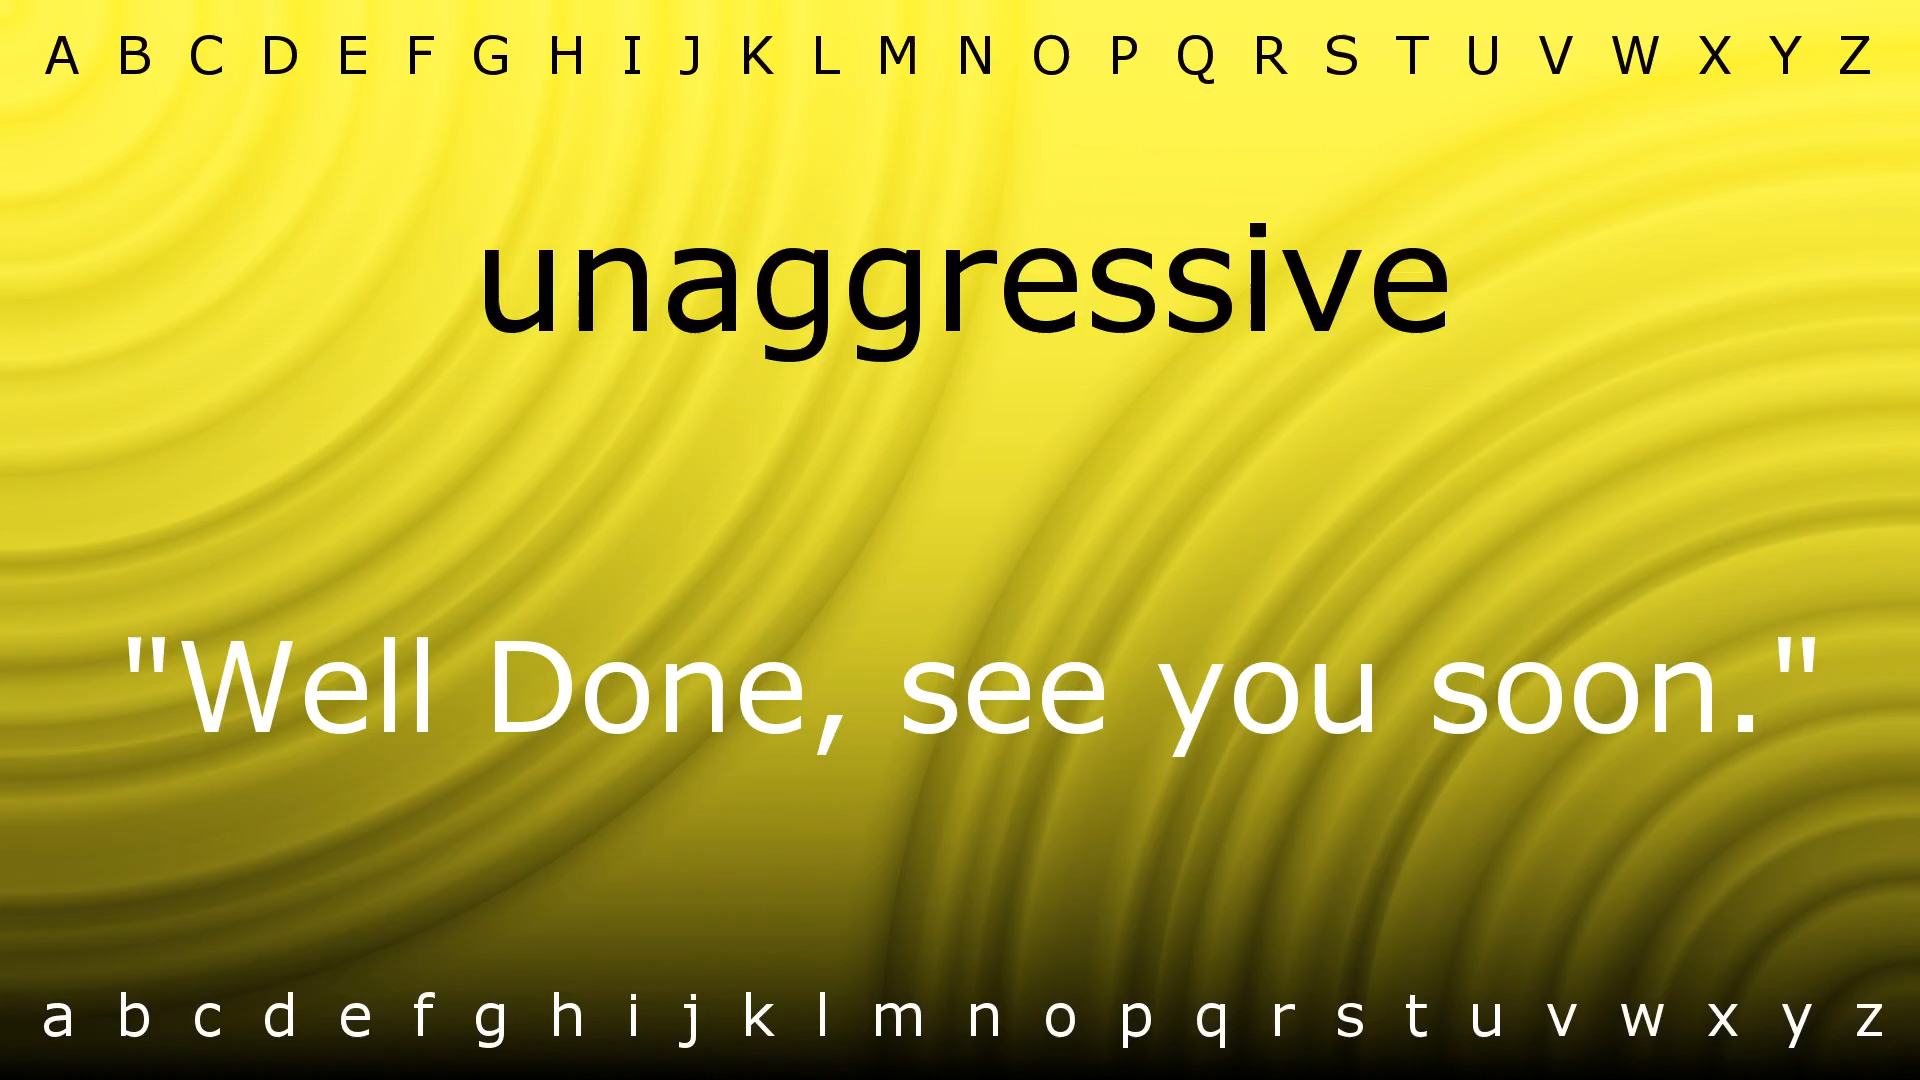 A B C D E F G H I J K L M N O P Q R S T U V W X Y Z
unaggressive
"Well Done, see you soon."
a b c d e f g h i j k l m n o p q r s t u v w x y z